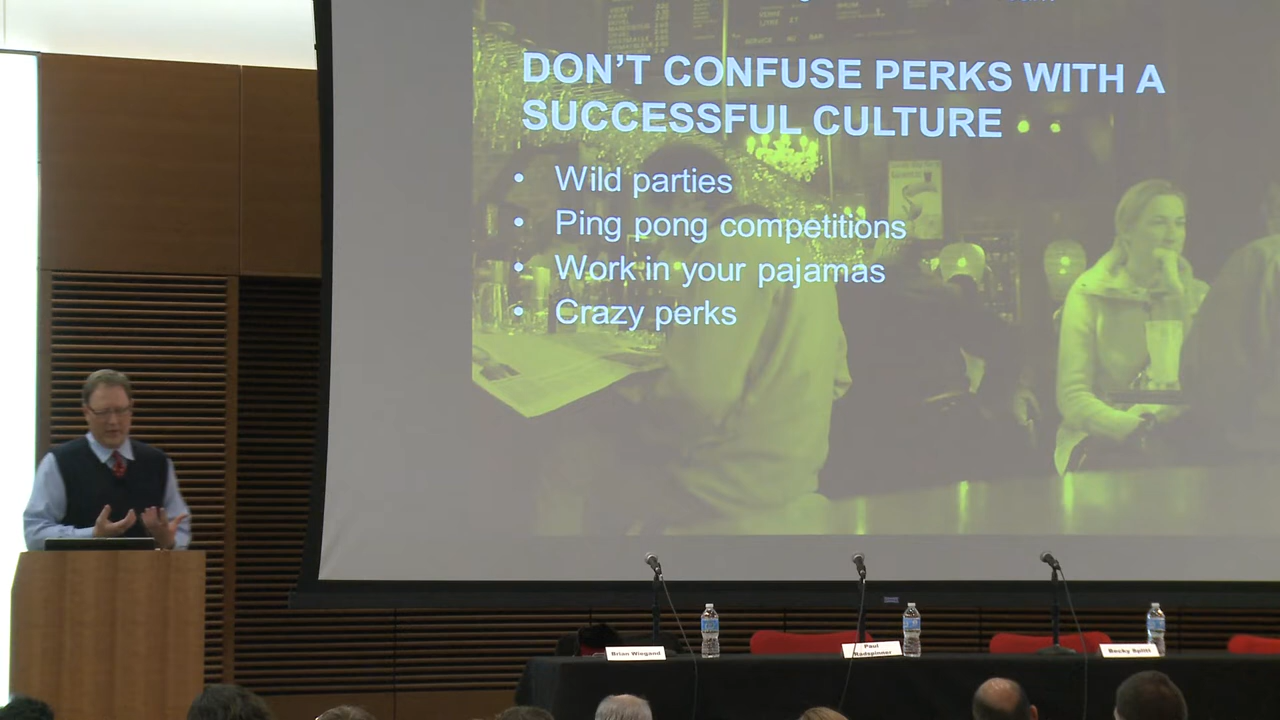 DON'T CONFUSE PERKS WITH A
SUCCESSFUL CULTURE
• Wild parties
• Ping pong competitions
• Work in your pajamas
• Crazy perks
Brian Wiegand
Paul
Radspinner
Becky Splitt